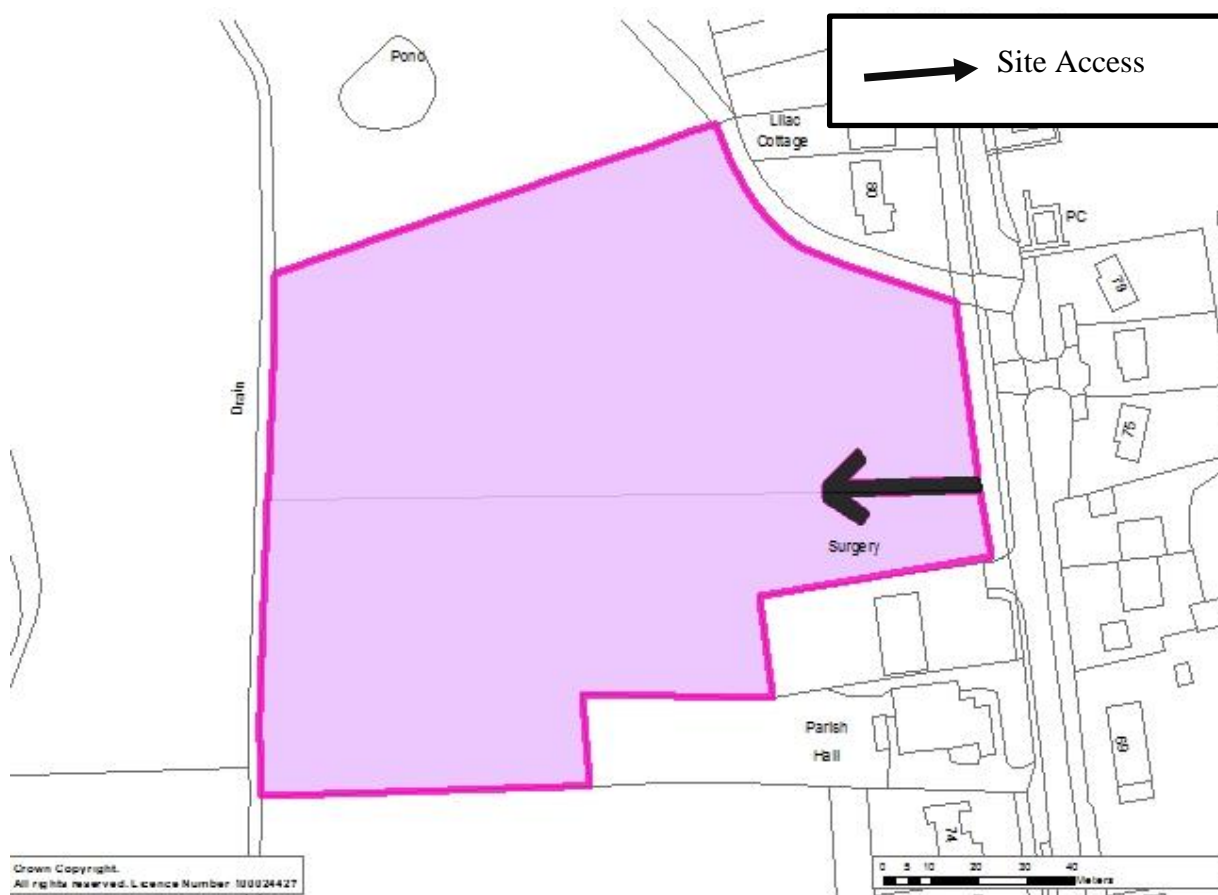 Pond
Site Access
Lilac
Cottage
80
PC
79
Drain
75
Surgery
Parish
Hall
69
74
Crown Copyright.
All rights reserved. Licence Number 100024427
0 5 10 20 30 40
Meters